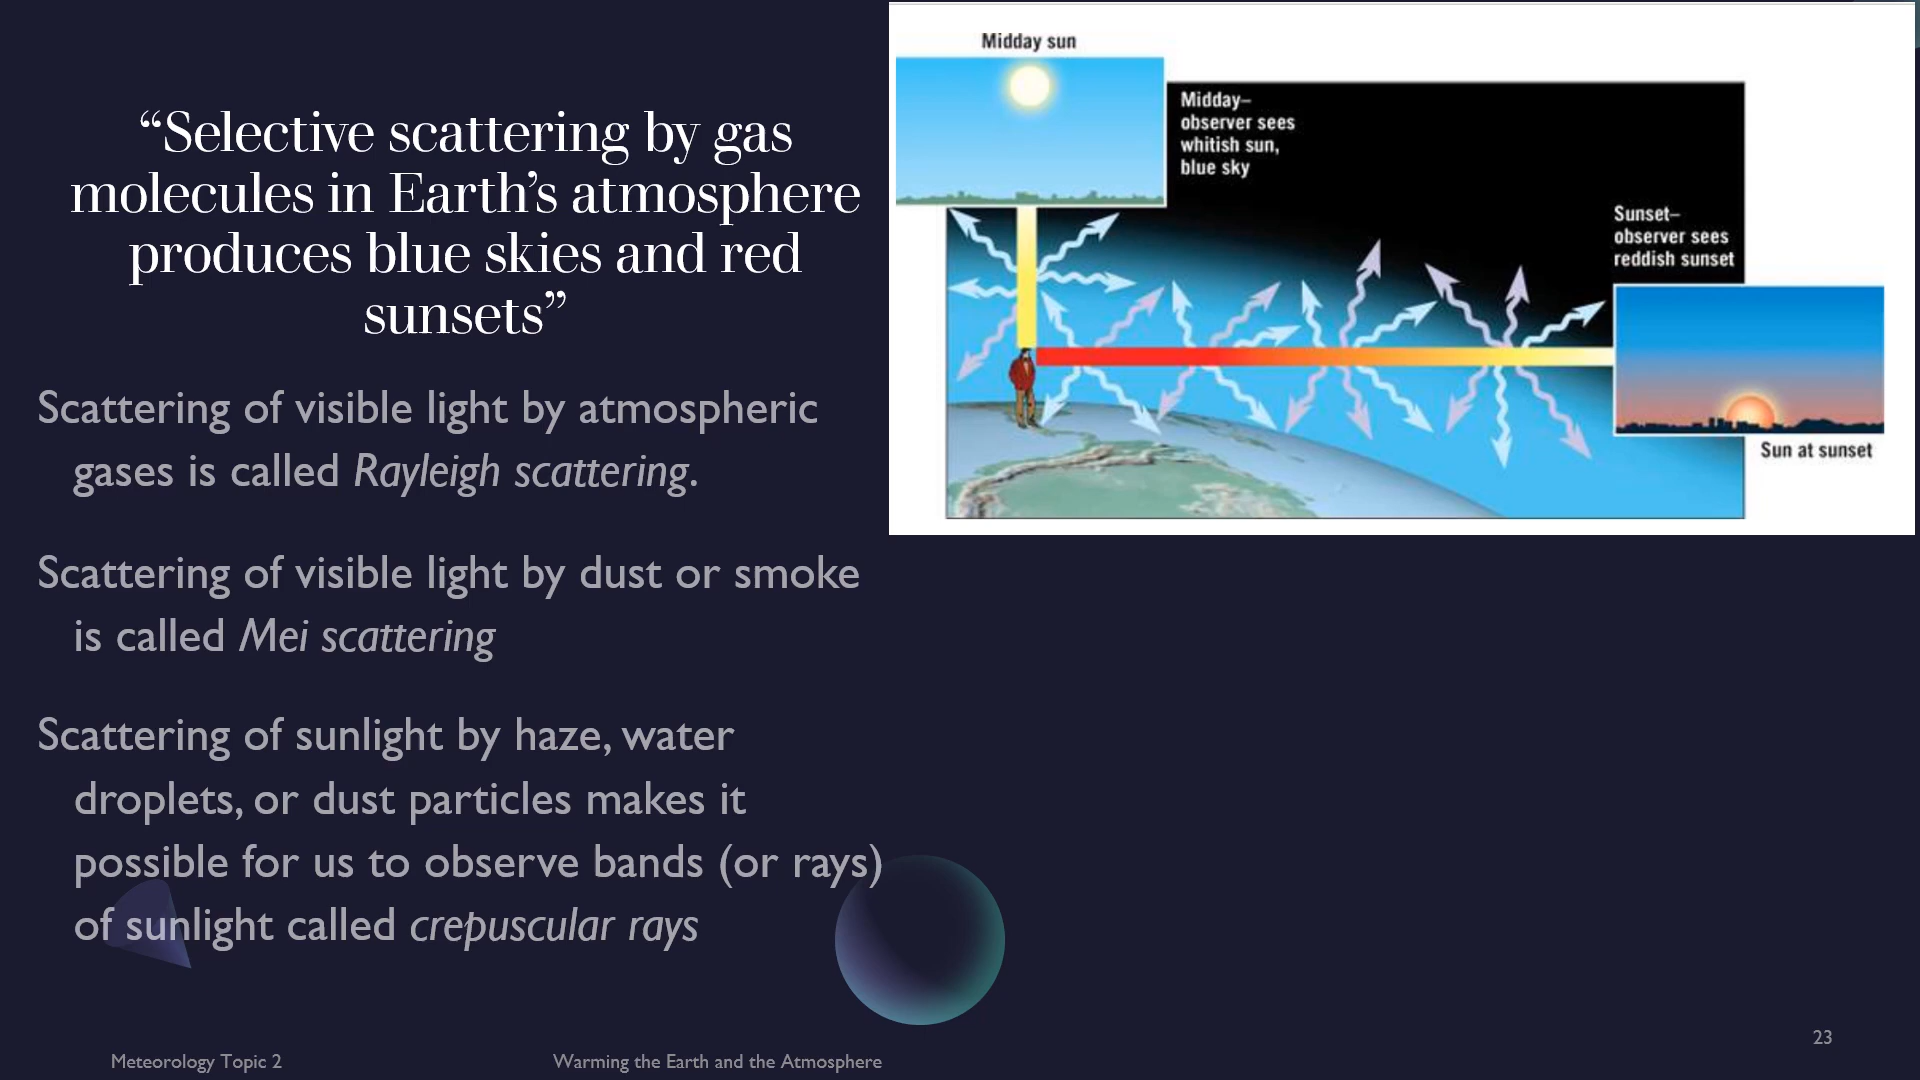 “Selective scattering by gas
molecules in Earth’s atmosphere
produces blue skies and red
sunsets”
Scattering of visible light by atmospheric
gases is called Rayleigh scattering.
Scattering of visible light by dust or smoke
is called Mei scattering
Scattering of sunlight by haze, water
droplets, or dust particles makes it
possible for us to observe bands (or rays)
of sunlight called crepuscular rays
Midday sun
Midday–
observer sees
whitish sun,
blue sky
Sunset–
observer sees
reddish sunset
Sun at sunset
Meteorology Topic 2
Warming the Earth and the Atmosphere
23